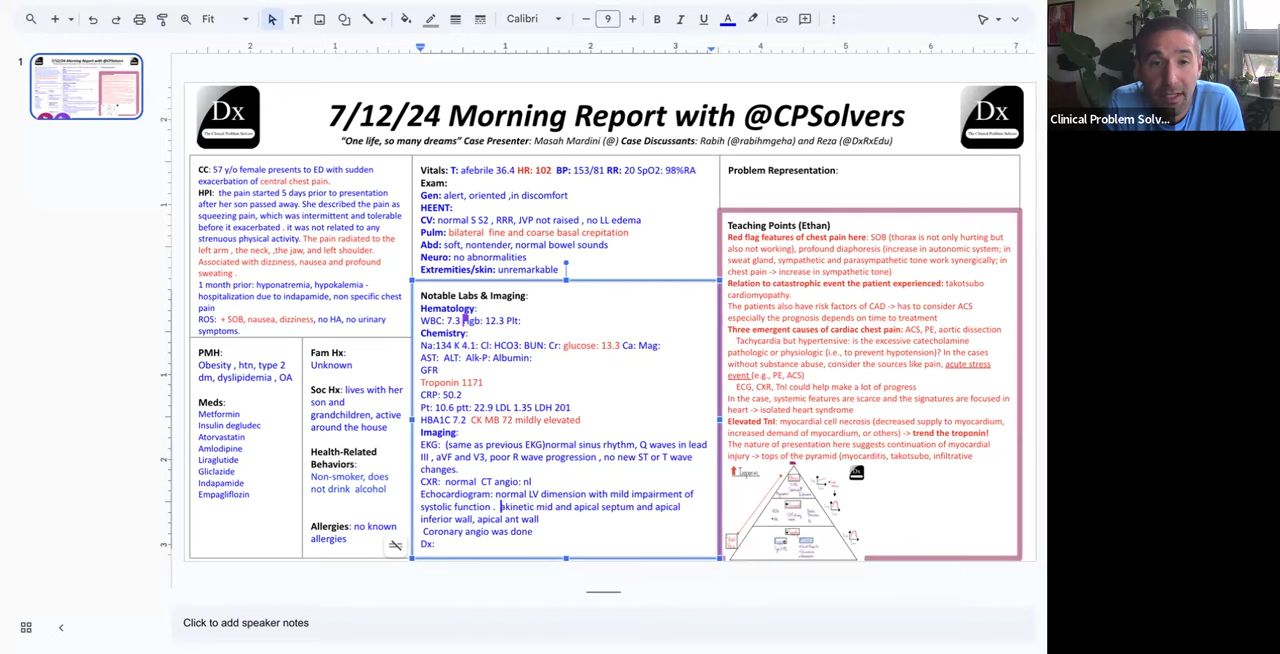 Fit
Calibri
9
2
1
1
2
3
4
5
6
7
1
Dx
The Clinical Problem Solvers
7/12/24 Morning Report with @CPSolvers
“One life, so many dreams” Case Presenter: Masah Mardini (@) Case Discussants: Rabih (@rabihmgeha) and Reza (@DxRxEdu)
Dx
The Clinical Problem Solvers
CC: 57 y/o female presents to ED with sudden
exacerbation of central chest pain.
HPI: the pain started 5 days prior to presentation
after her son passed away. She described the pain as
squeezing pain, which was intermittent and tolerable
before it exacerbated . it was not related to any
strenuous physical activity. The pain radiated to the
left arm , the neck, ,the jaw, and left shoulder.
Associated with dizziness, nausea and profound
sweating .
1 month prior: hyponatremia, hypokalemia -
hospitalization due to indapamide, non specific chest
pain
ROS: + SOB, nausea, dizziness, no HA, no urinary
symptoms.
PMH:
Obesity , htn, type 2
dm, dyslipidemia , OA
Meds:
Metformin
Insulin degludec
Atorvastatin
Amlodipine
Liraglutide
Gliclazide
Indapamide
Empagliflozin
Fam Hx:
Unknown
Soc Hx: lives with her
son and
grandchildren, active
around the house
Health-Related
Behaviors:
Non-smoker, does
not drink alcohol
Allergies: no known
allergies
Vitals: T: afebrile 36.4 HR: 102 BP: 153/81 RR: 20 SpO2: 98%RA
Exam:
Gen: alert, oriented ,in discomfort
HEENT:
CV: normal S S2 , RRR, JVP not raised , no LL edema
Pulm: bilateral fine and coarse basal crepitation
Abd: soft, nontender, normal bowel sounds
Neuro: no abnormalities
Extremities/skin: unremarkable
Notable Labs & Imaging:
Hematology:
WBC: 7.3 Hgb: 12.3 Plt:
Chemistry:
Na:134 K 4.1: Cl: HCO3: BUN: Cr: glucose: 13.3 Ca: Mag:
AST: ALT: Alk-P: Albumin:
GFR
Troponin 1171
CRP: 50.2
Pt: 10.6 ptt: 22.9 LDL 1.35 LDH 201
HBA1C 7.2 CK MB 72 mildly elevated
Imaging:
EKG: (same as previous EKG)normal sinus rhythm, Q waves in lead
III , aVF and V3, poor R wave progression , no new ST or T wave
changes.
CXR: normal CT angio: nl
Echocardiogram: normal LV dimension with mild impairment of
systolic function . akinetic mid and apical septum and apical
inferior wall, apical ant wall
Coronary angio was done
Dx:
Problem Representation:
Teaching Points (Ethan)
Red flag features of chest pain here: SOB (thorax is not only hurting but
also not working), profound diaphoresis (increase in autonomic system; in
sweat gland, sympathetic and parasympathetic tone work synergically; in
chest pain -> increase in sympathetic tone)
Relation to catastrophic event the patient experienced: takotsubo
cardiomyopathy.
The patients also have risk factors of CAD -> has to consider ACS
especially the prognosis depends on time to treatment
Three emergent causes of cardiac chest pain: ACS, PE, aortic dissection
Tachycardia but hypertensive: is the excessive catecholamine
pathologic or physiologic (i.e., to prevent hypotension)? In the cases
without substance abuse, consider the sources like pain, acute stress
event (e.g., PE, ACS)
ECG, CXR, TnI could help make a lot of progress
In the case, systemic features are scarce and the signatures are focused in
heart -> isolated heart syndrome
Elevated TnI: myocardial cell necrosis (decreased supply to myocardium,
increased demand of myocardium, or others) -> trend the troponin!
The nature of presentation here suggests continuation of myocardial
injury -> tops of the pyramid (myocarditis, takotsubo, infiltrative
Troponin
Dx
Click to add speaker notes
Clinical Problem Solv...